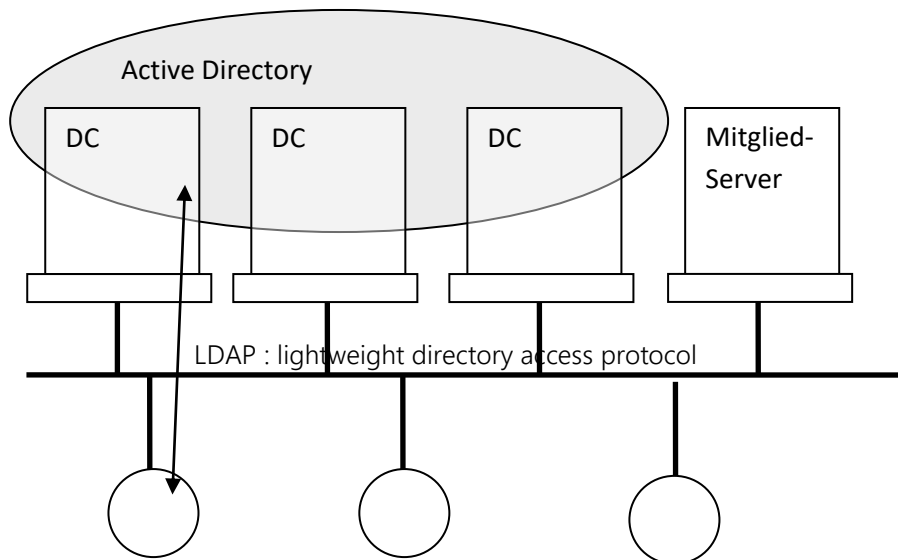 Active Directory
DC
DC
DC
Mitglied-
Server
LDAP : lightweight directory access protocol